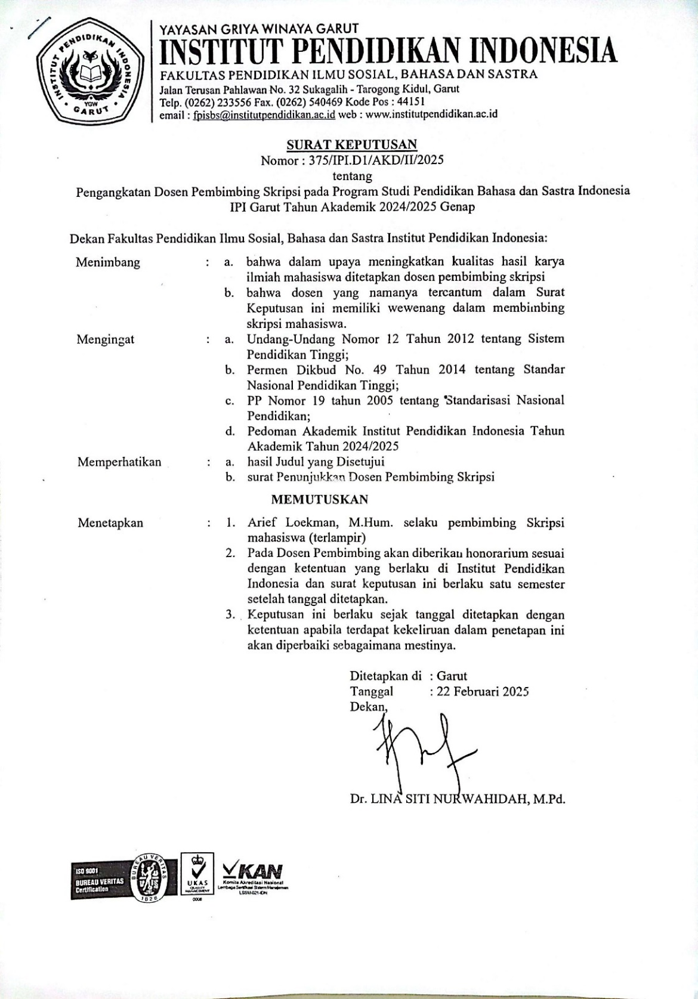 INSTITUT PENDIDIKAN INDONESIA
YGW
• GARUT •
YAYASAN GRIYA WINAYA GARUT
INSTITUT PENDIDIKAN INDONESIA
FAKULTAS PENDIDIKAN ILMU SOSIAL, BAHASA DAN SASTRA
Jalan Terusan Pahlawan No. 32 Sukagalih - Tarogong Kidul, Garut
Telp. (0262) 233556 Fax. (0262) 540469 Kode Pos : 44151
email : fpisbs@institutpendidikan.ac.id web : www.institutpendidikan.ac.id
SURAT KEPUTUSAN
Nomor : 375/IPI.D1/AKD/II/2025
tentang
Pengangkatan Dosen Pembimbing Skripsi pada Program Studi Pendidikan Bahasa dan Sastra Indonesia
IPI Garut Tahun Akademik 2024/2025 Genap
Dekan Fakultas Pendidikan Ilmu Sosial, Bahasa dan Sastra Institut Pendidikan Indonesia:
Menimbang : a. bahwa dalam upaya meningkatkan kualitas hasil karya
ilmiah mahasiswa ditetapkan dosen pembimbing skripsi
b. bahwa dosen yang namanya tercantum dalam Surat
Keputusan ini memiliki wewenang dalam membimbing
skripsi mahasiswa.
Mengingat : a. Undang-Undang Nomor 12 Tahun 2012 tentang Sistem
Pendidikan Tinggi;
b. Permen Dikbud No. 49 Tahun 2014 tentang Standar
Nasional Pendidikan Tinggi;
c. PP Nomor 19 tahun 2005 tentang Standarisasi Nasional
Pendidikan;
d. Pedoman Akademik Institut Pendidikan Indonesia Tahun
Akademik Tahun 2024/2025
Memperhatikan : a. hasil Judul yang Disetujui
b. surat Penunjukkan Dosen Pembimbing Skripsi
MEMUTUSKAN
Menetapkan : 1. Arief Loekman, M.Hum. selaku pembimbing Skripsi
mahasiswa (terlampir)
2. Pada Dosen Pembimbing akan diberikan honorarium sesuai
dengan ketentuan yang berlaku di Institut Pendidikan
Indonesia dan surat keputusan ini berlaku satu semester
setelah tanggal ditetapkan.
3. Keputusan ini berlaku sejak tanggal ditetapkan dengan
ketentuan apabila terdapat kekeliruan dalam penetapan ini
akan diperbaiki sebagaimana mestinya.
Ditetapkan di : Garut
Tanggal : 22 Februari 2025
Dekan,
Dr. LINA SITI NURWAHIDAH, M.Pd.
ISO 9001
BUREAU VERITAS
Certification
BUREAU VERITAS
1828
UKAS
QUALITY
MANAGEMENT
0008
KAN
Komite Akreditasi Nasional
Lembaga Sertifikasi Sistem Manajemen
LSSM-021-IDN